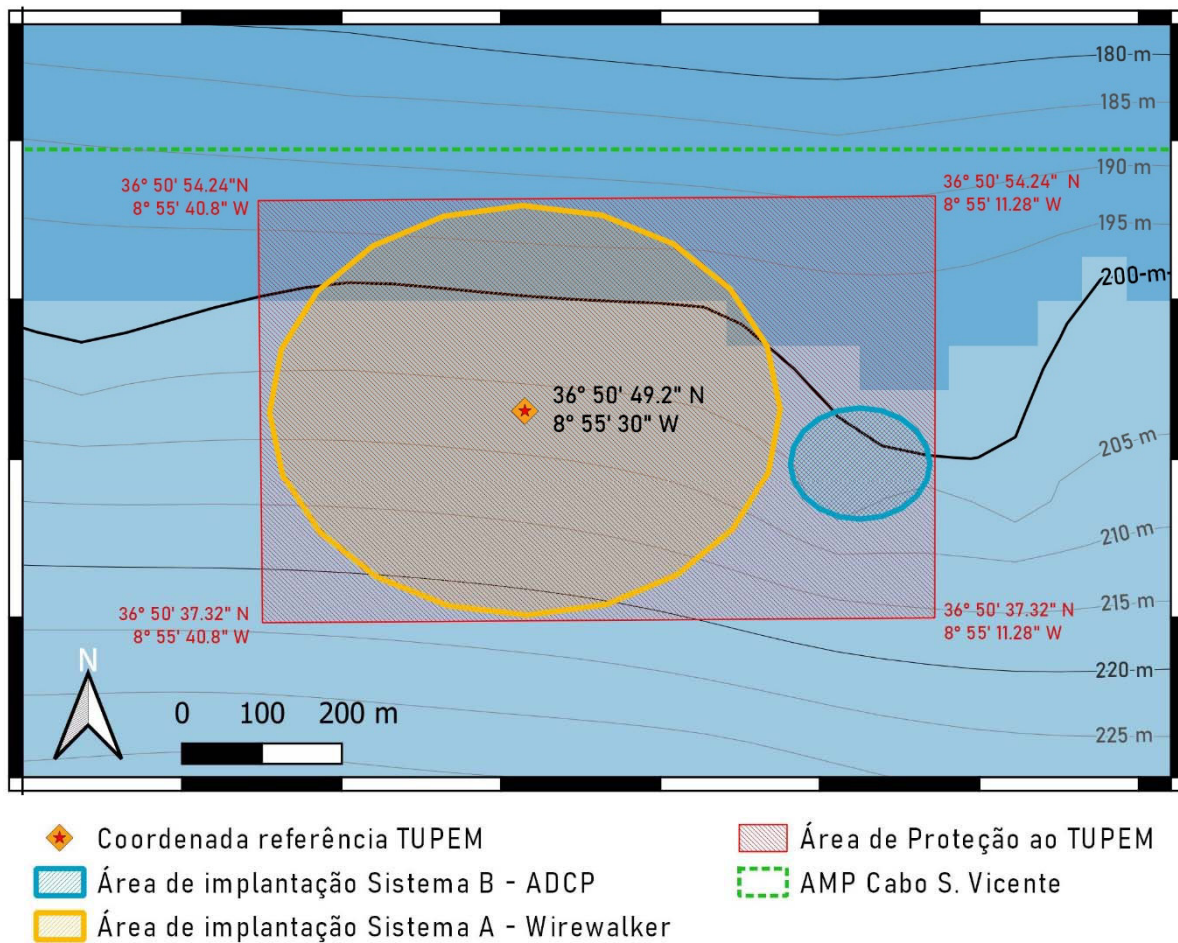 180 m
185 m
190 m
36° 50' 54.24"N
8° 55' 40.8" W
36° 50' 54.24" N
8° 55' 11.28" W
195 m
200 m
36° 50' 49.2" N
8° 55' 30" W
205 m
210 m
36° 50' 37.32" N
8° 55' 40.8" W
36° 50' 37.32" N
8° 55' 11.28" W
215 m
220 m
225 m
N
0 100 200 m
Coordenada referência TUPEM
Área de implantação Sistema B - ADCP
Área de implantação Sistema A - Wirewalker
Área de Proteção ao TUPEM
AMP Cabo S. Vicente